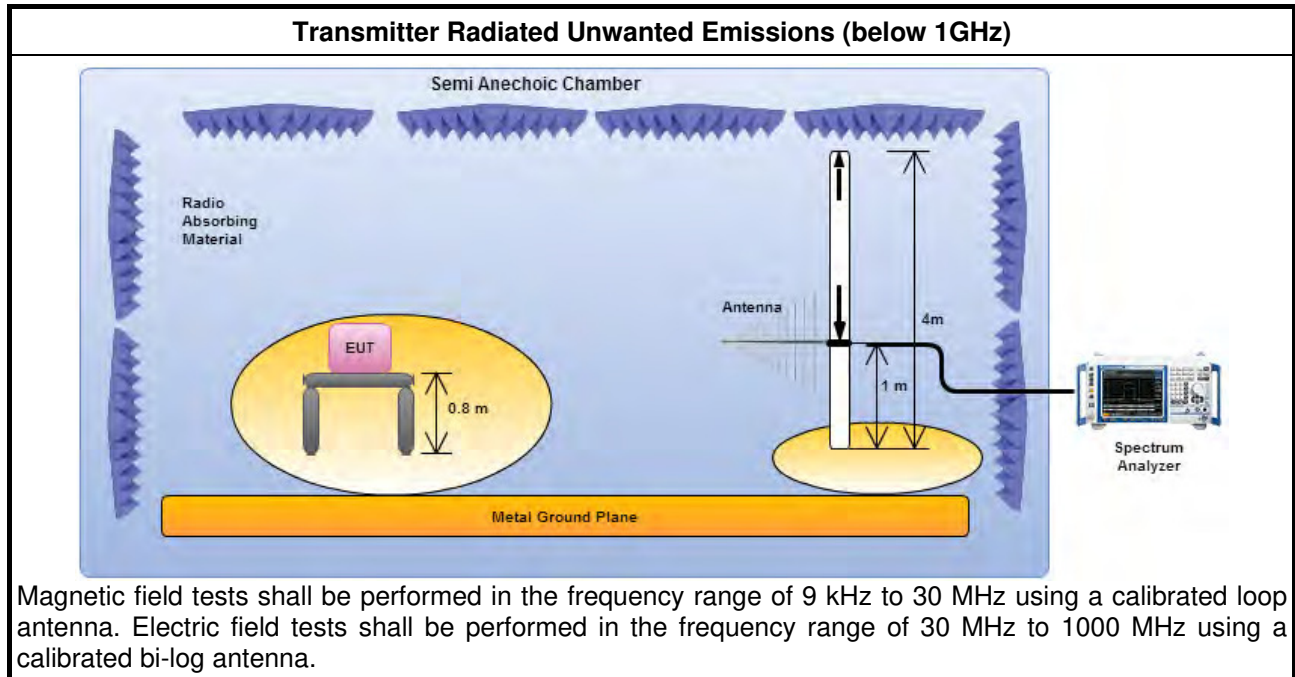 Transmitter Radiated Unwanted Emissions (below 1GHz)
Semi Anechoic Chamber
Radio
Absorbing
Material
Antenna
4m
EUT
1 m
0.8 m
Spectrum
Analyzer
Metal Ground Plane
Magnetic field tests shall be performed in the frequency range of 9 kHz to 30 MHz using a calibrated loop
antenna. Electric field tests shall be performed in the frequency range of 30 MHz to 1000 MHz using a
calibrated bi-log antenna.